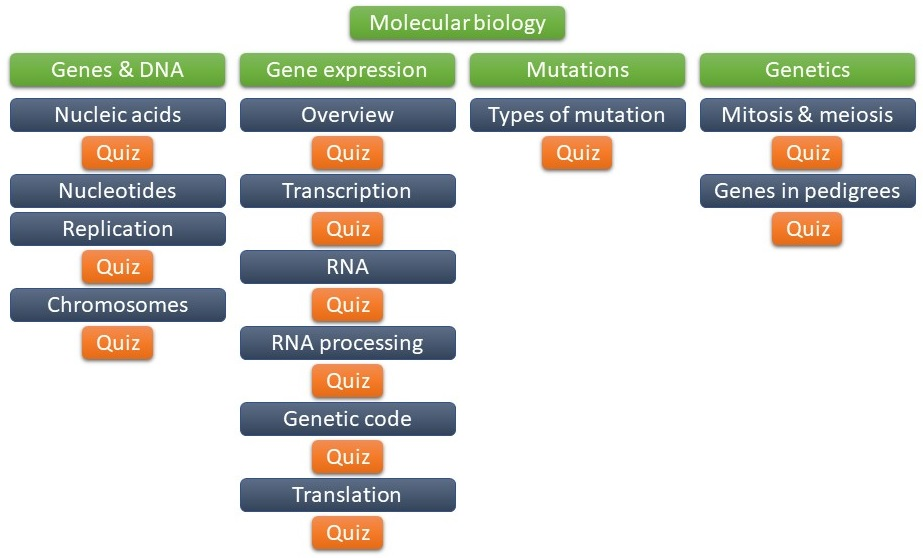 Molecular biology
Genes & DNA
Nucleic acids
Quiz
Nucleotides
Replication
Quiz
Chromosomes
Quiz
Gene expression
Overview
Quiz
Transcription
Quiz
RNA
Quiz
RNA processing
Quiz
Genetic code
Quiz
Translation
Quiz
Mutations
Types of mutation
Quiz
Genetics
Mitosis & meiosis
Quiz
Genes in pedigrees
Quiz